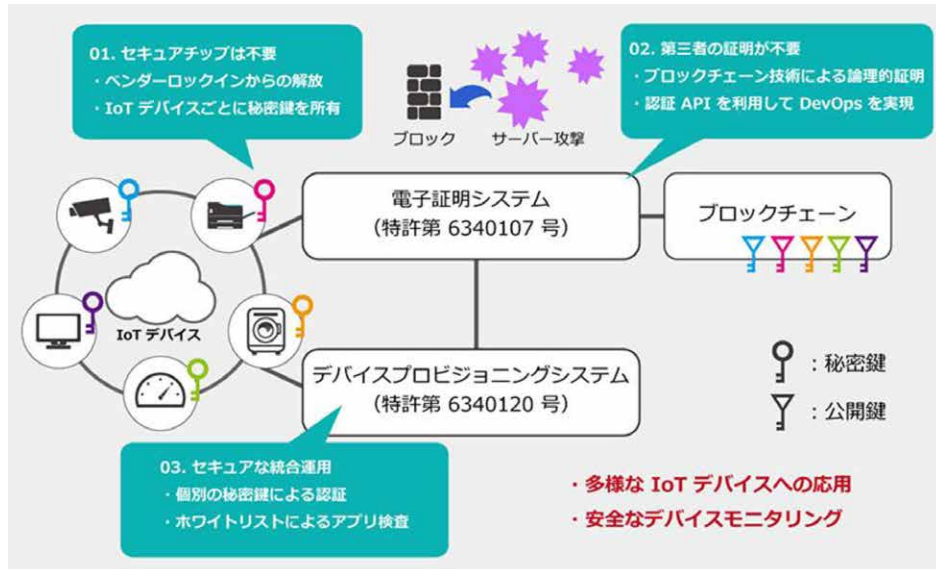 01. セキュアチップは不要
・ベンダーロックインからの解放
・IoT デバイスごとに秘密鍵を所有
ブロック
サーバー攻撃
02. 第三者の証明が不要
・ブロックチェーン技術による論理的証明
・認証 API を利用して DevOps を実現
電子証明システム
(特許第 6340107 号)
ブロックチェーン
IoT デバイス
デバイスプロビジョニングシステム
(特許第 6340120 号)
：秘密鍵
：公開鍵
03. セキュアな統合運用
・個別の秘密鍵による認証
・ホワイトリストによるアプリ検査
・多様な IoT デバイスへの応用
・安全なデバイスモニタリング